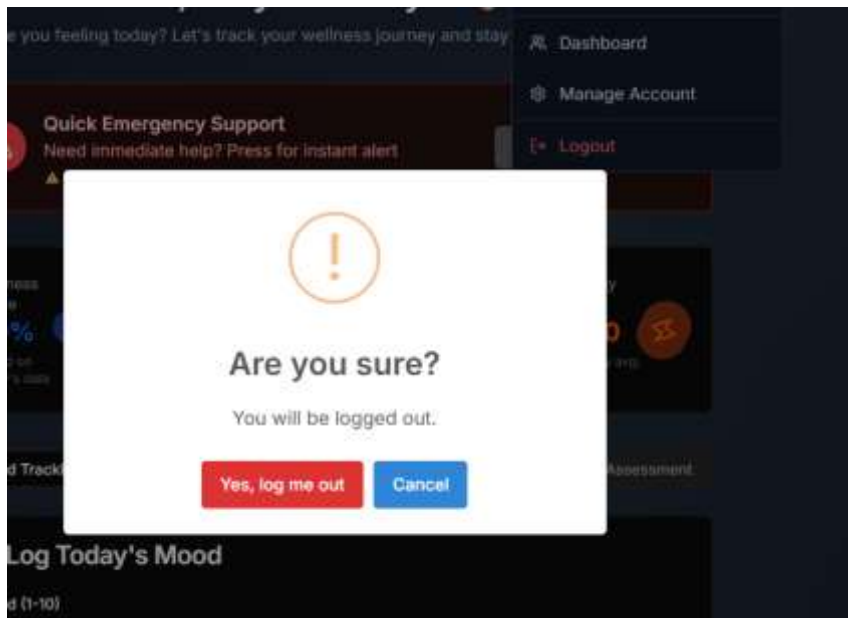 you feeling today? Let's track your wellness journey and stay
Dashboard
Manage Account
Logout
Quick Emergency Support
Need immediate help? Press for instant alert
Are you sure?
You will be logged out.
Yes, log me out
Cancel
%
Assessment
Log Today's Mood
(1-10)